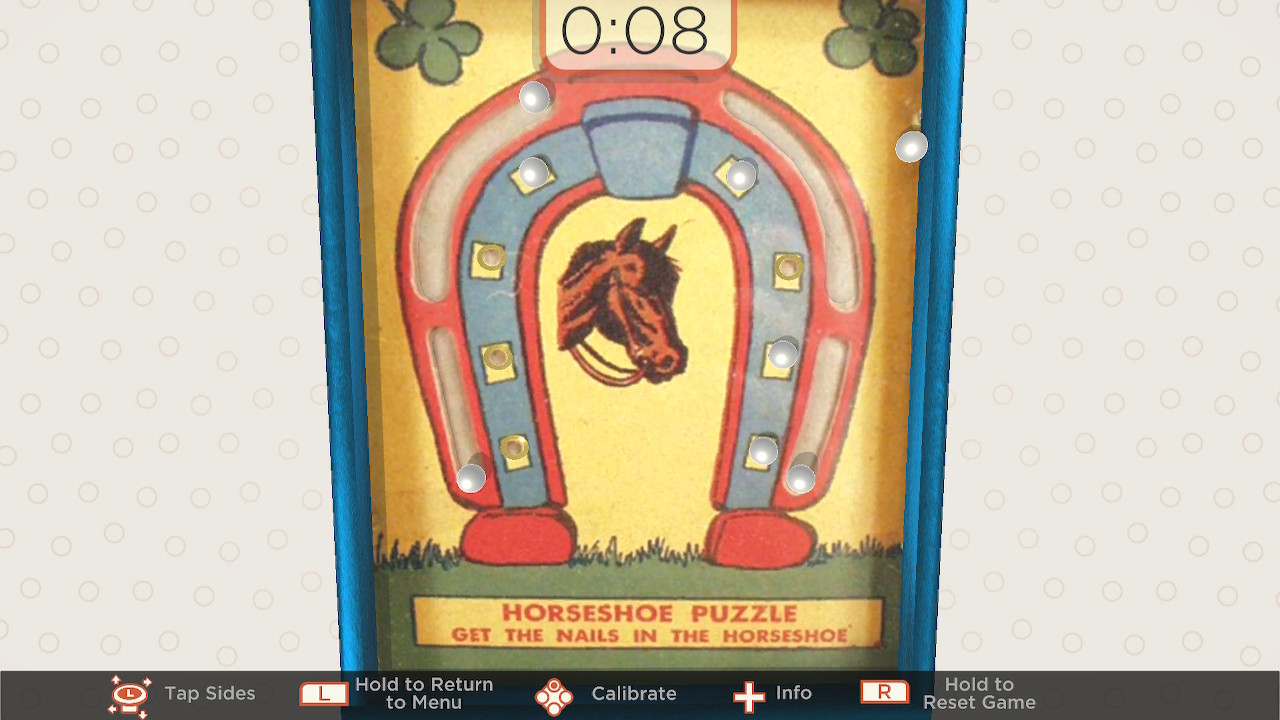 0:08
HORSESHOE PUZZLE
GET THE NAILS IN THE HORSESHOE
L
Tap Sides
L
Hold to Return
to Menu
Calibrate
Info
R
Hold to
Reset Game